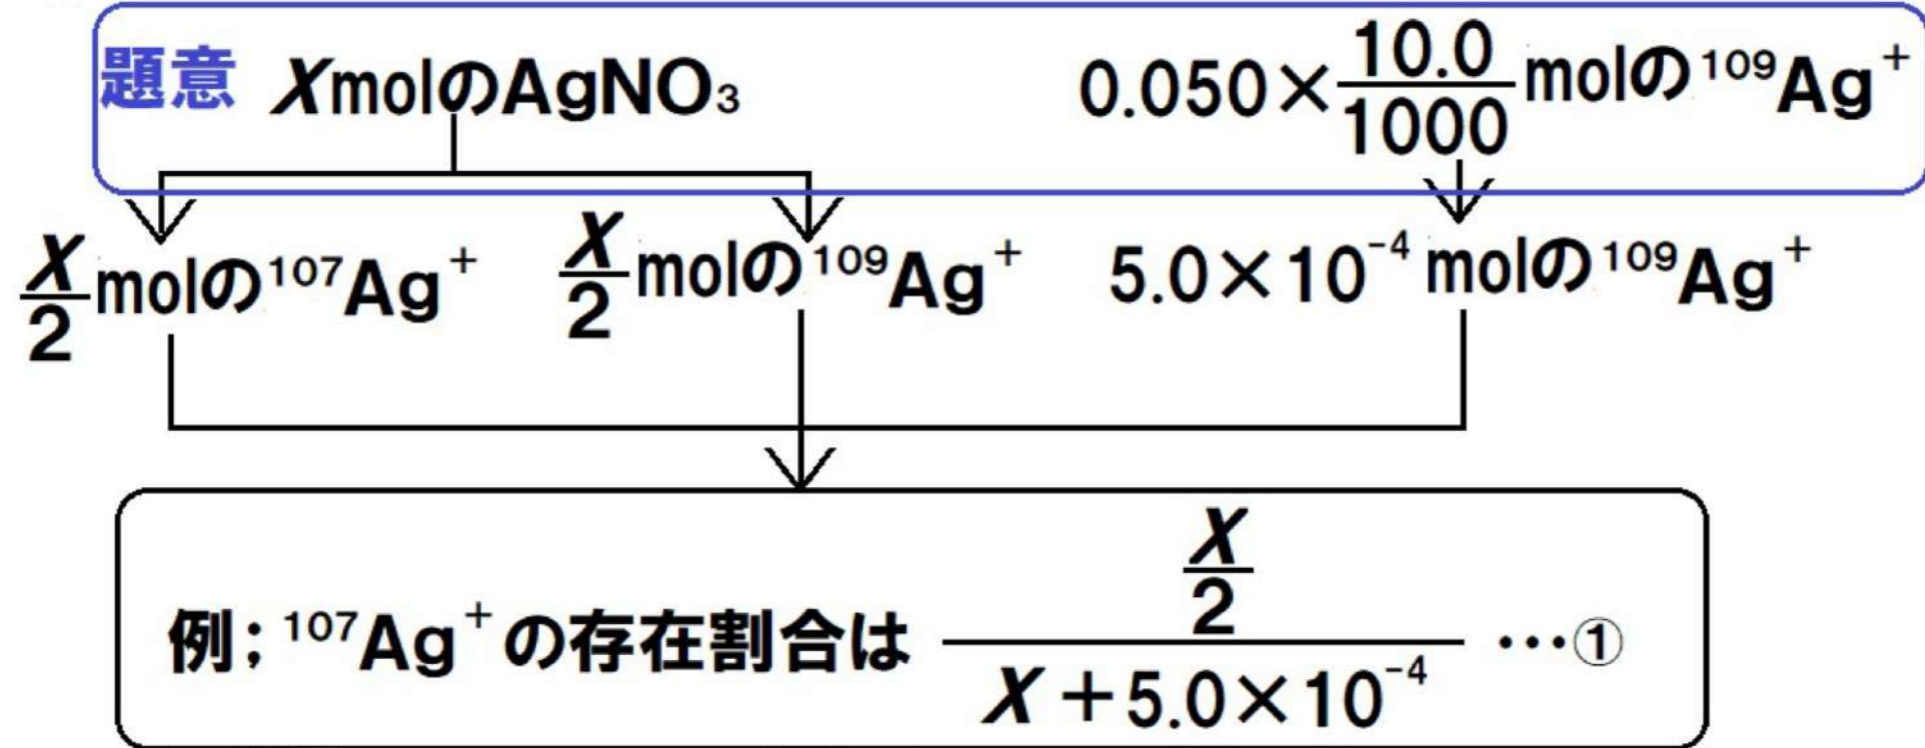 題意 XmolのAgNO₃ 0.050×10.0/1000 molの¹⁰⁹Ag⁺
X/2 molの¹⁰⁷Ag⁺ X/2 molの¹⁰⁹Ag⁺ 5.0×10⁻⁴ molの¹⁰⁹Ag⁺
例；¹⁰⁷Ag⁺の存在割合は (X/2)/(X+5.0×10⁻⁴) …①